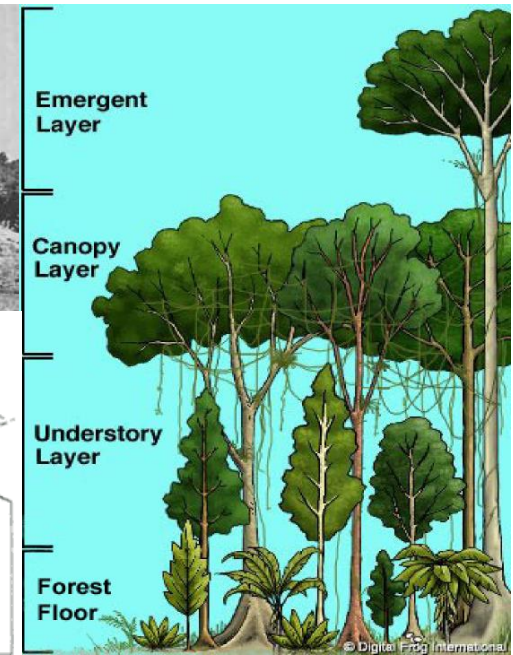 Emergent
Layer
Canopy
Layer
Understory
Layer
Forest
Floor
© Digital Frog International